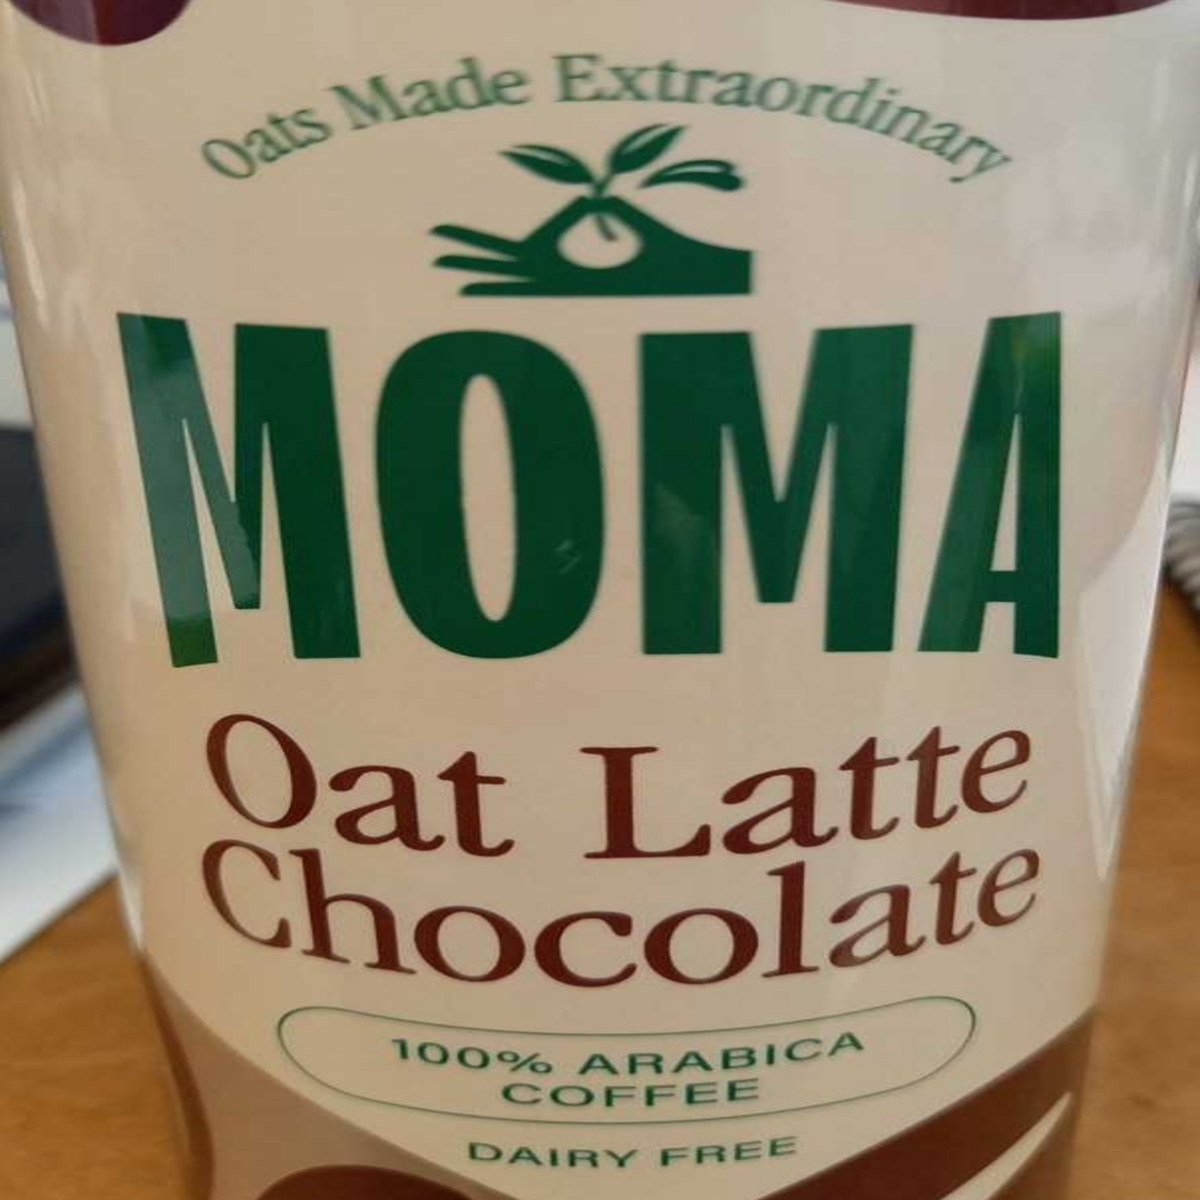 Oats Made Extraordinary
MOMA
Oat Latte
Chocolate
100% ARABICA
COFFEE
DAIRY FREE